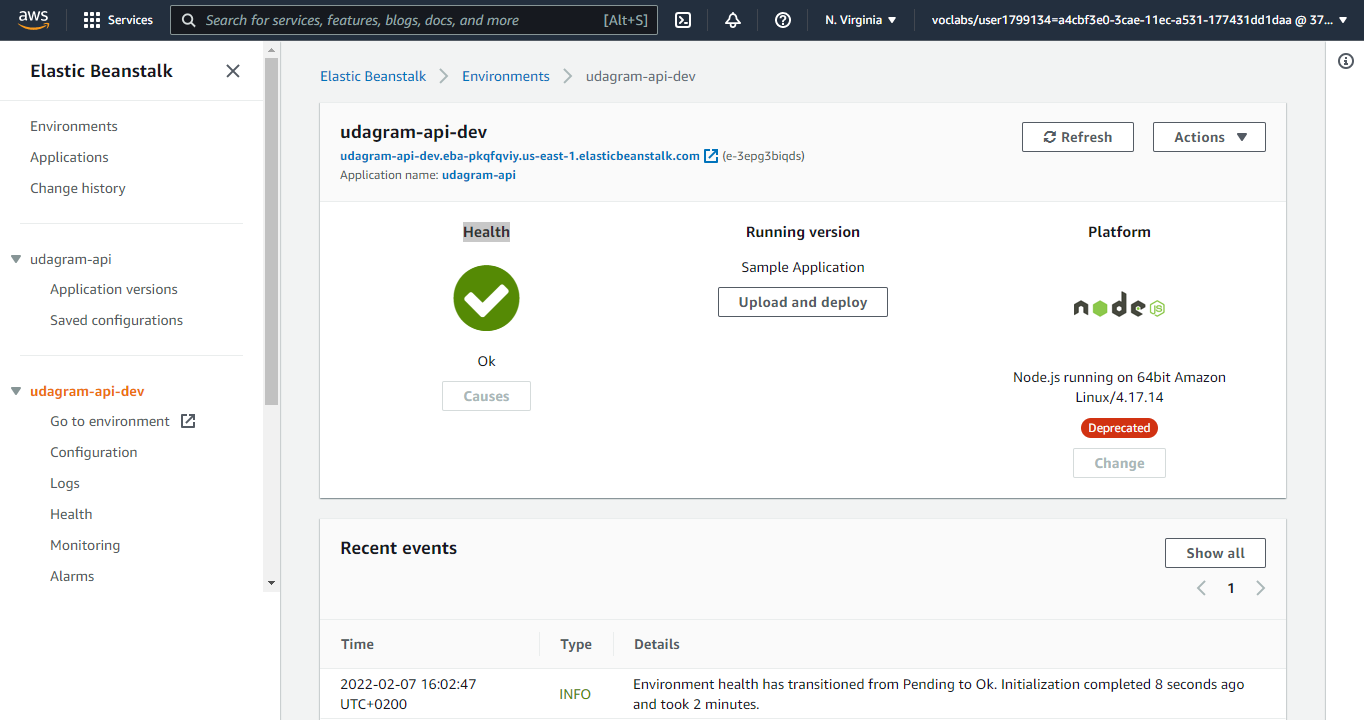 aws
Services
Search for services, features, blogs, docs, and more
[Alt+S]
N. Virginia
voclabs/user1799134=a4cbf3e0-3cae-11ec-a531-177431dd1daa @ 37...
Elastic Beanstalk
Environments
Applications
Change history
udagram-api
Application versions
Saved configurations
udagram-api-dev
Go to environment
Configuration
Logs
Health
Monitoring
Alarms
Elastic Beanstalk
Environments
udagram-api-dev
udagram-api-dev
udagram-api-dev.eba-pkqfqviy.us-east-1.elasticbeanstalk.com (e-3epg3biqds)
Application name: udagram-api
Refresh
Actions
Health
Ok
Causes
Running version
Sample Application
Upload and deploy
Platform
node JS
Node.js running on 64bit Amazon
Linux/4.17.14
Deprecated
Change
Recent events
Show all
1
Time
Type
Details
2022-02-07 16:02:47
UTC+0200
INFO
Environment health has transitioned from Pending to Ok. Initialization completed 8 seconds ago
and took 2 minutes.